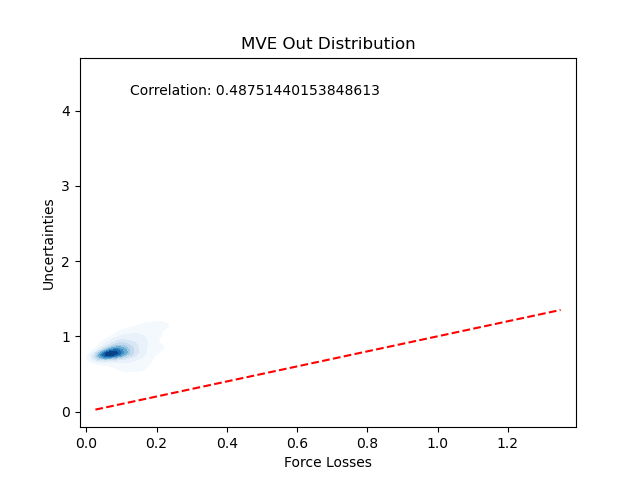 MVE Out Distribution
Correlation: 0.48751440153848613
Uncertainties
4
3
2
1
0
0.0 0.2 0.4 0.6 0.8 1.0 1.2
Force Losses